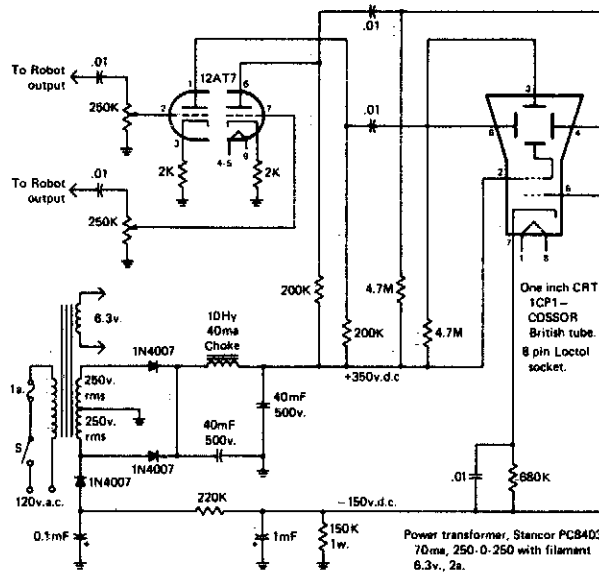 .01
.01
To Robot
output
.01
12AT7
1
6
250K
2
7
3
4-5
9
2K
2K
To Robot
output
.01
250K
3
6
4
2
5
7
1
8
200K
4.7M
200K
4.7M
One inch CRT
1CP1–
COSSOR
British tube.
8 pin Loctol
socket.
6.3v.
10Hy
40ma
Choke
1N4007
+350v.d.c
1a.
250v.
rms
250v.
rms
40mF
500v.
40mF
500v.
S
1N4007
1N4007
120v.a.c.
.01
680K
220K
–150v.d.c.
0.1mF
+
1mF
+
150K
1w.
Power transformer, Stancor PC8403
70ma, 250-0-250 with filament
6.3v., 2a.